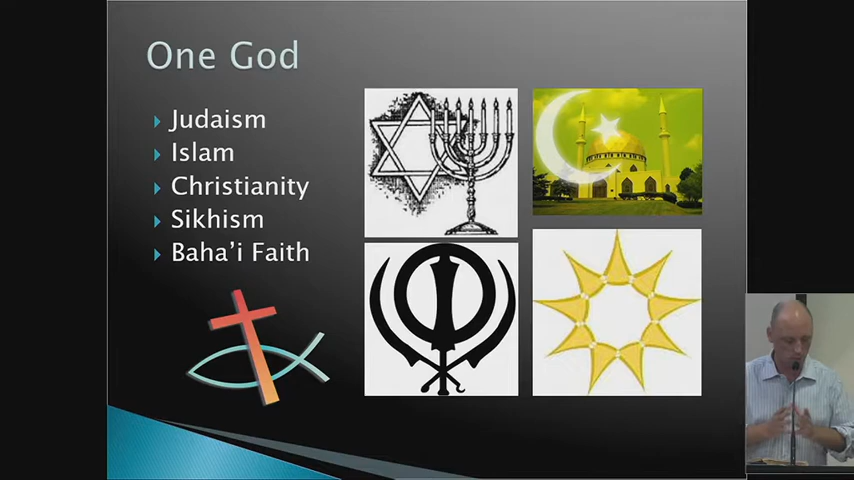 One God
Judaism
Islam
Christianity
Sikhism
Baha'i Faith